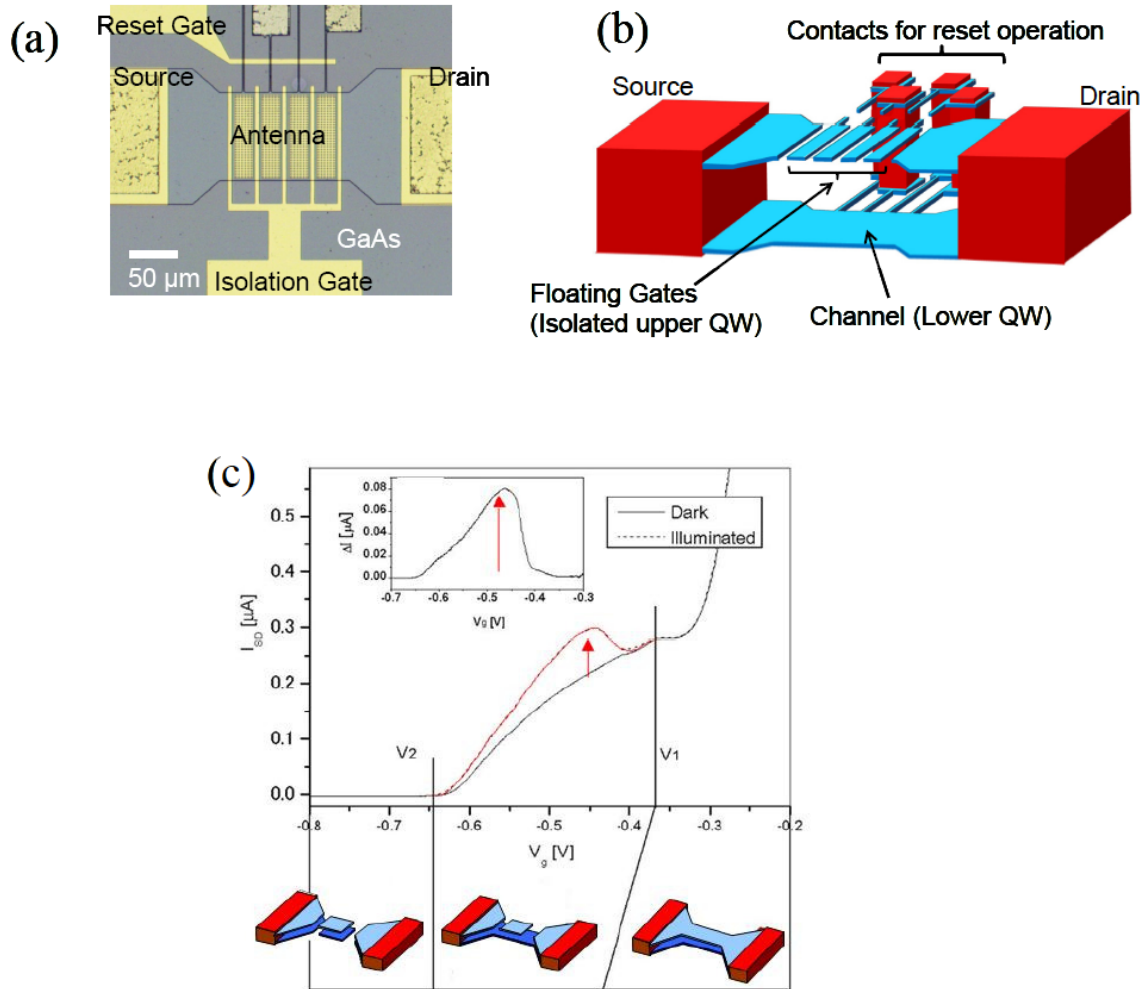 (a)
Reset Gate
Source
Drain
Antenna
GaAs
50 μm
Isolation Gate
(b)
Contacts for reset operation
Source
Drain
Floating Gates
(Isolated upper QW)
Channel (Lower QW)
(c)
0.08
0.06
0.04
0.02
0.00
ΔI [μA]
-0.7
-0.6
-0.5
-0.4
-0.3
Vg [V]
Dark
Illuminated
0.5
0.4
0.3
0.2
0.1
0.0
I_SD [μA]
V2
V1
-0.8
-0.7
-0.6
-0.5
-0.4
-0.3
-0.2
V_g [V]